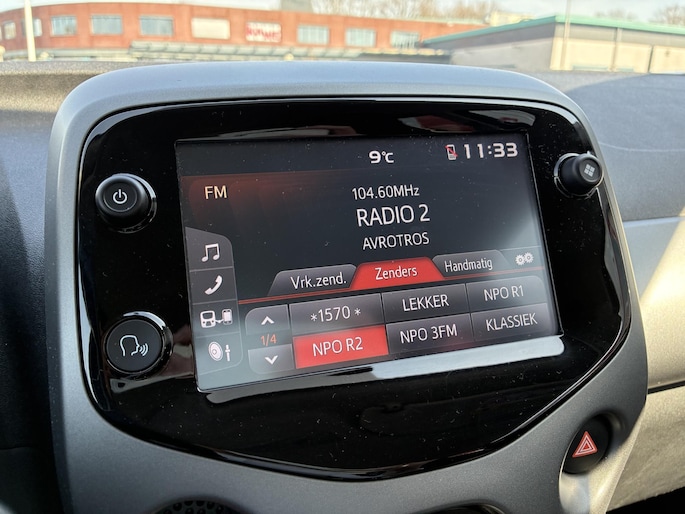 9°C 11:33
FM
104.60MHz
RADIO 2
AVROTROS
Vrk.zend. Zenders Handmatig
*1570 * LEKKER NPO R1
1/4
NPO R2 NPO 3FM KLASSIEK